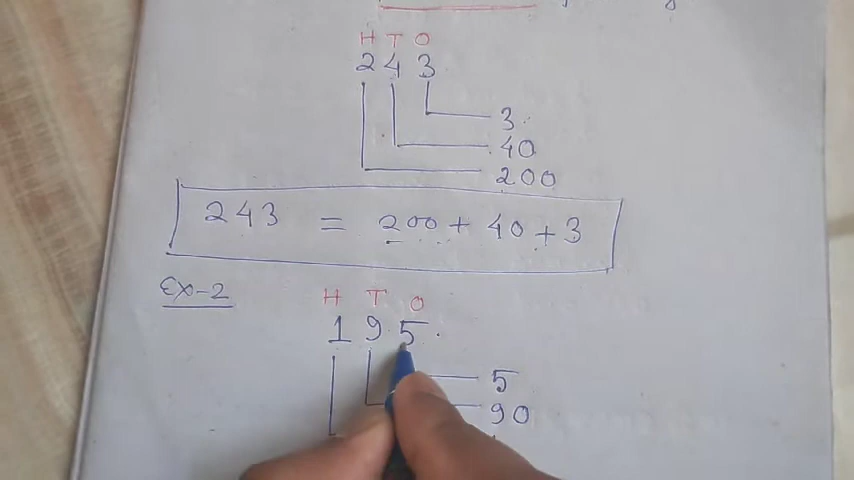 H T O
2 4 3
3
40
200
243 = 200 + 40 + 3
Ex-2
H T O
1 9 5
5
90